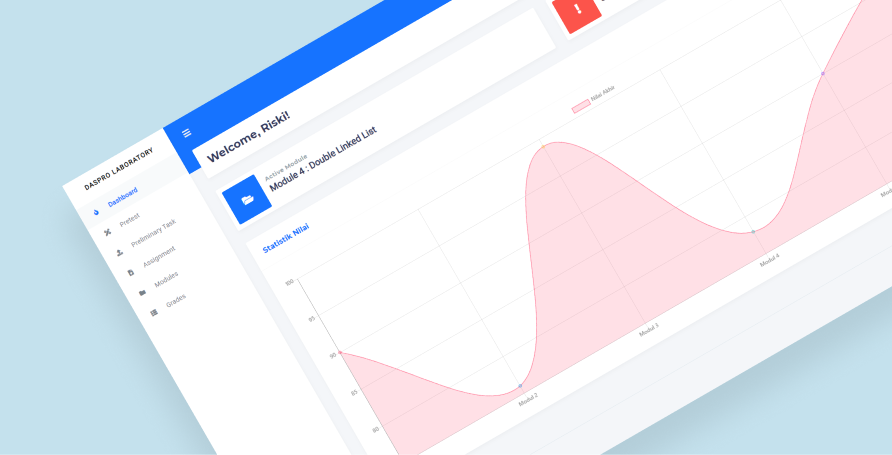 DASPRO LABORATORY
Dashboard
Pretest
Preliminary Task
Assignment
Modules
Grades
Welcome, Riski!
Active Module
Module 4 : Double Linked List
Statistik Nilai
Nilai Akhir
100
95
90
85
80
Modul 2
Modul 3
Modul 4